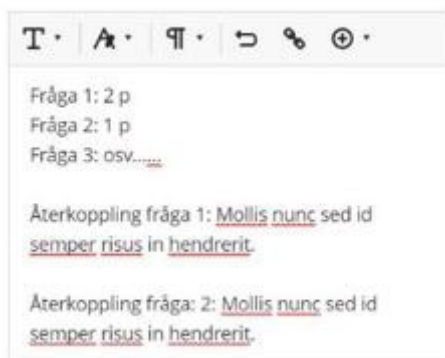 Fråga 1: 2 p
Fråga 2: 1 p
Fråga 3: osv......
Återkoppling fråga 1: Mollis nunc sed id
semper risus in hendrerit.
Återkoppling fråga: 2: Mollis nunc sed id
semper risus in hendrerit.